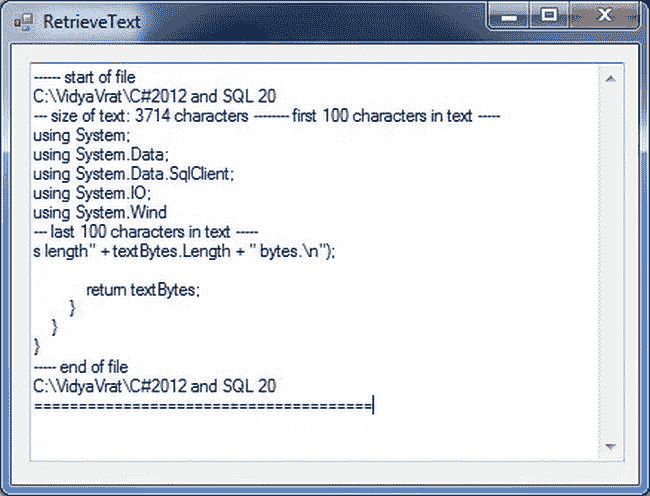 RetrieveText
------ start of file
C:\VidyaVrat\C#2012 and SQL 20
--- size of text: 3714 characters -------- first 100 characters in text -----
using System;
using System.Data;
using System.Data.SqlClient;
using System.IO;
using System.Wind
--- last 100 characters in text -----
s length" + textBytes.Length + " bytes.\n");
return textBytes;
}
}
}
----- end of file
C:\VidyaVrat\C#2012 and SQL 20
======================================